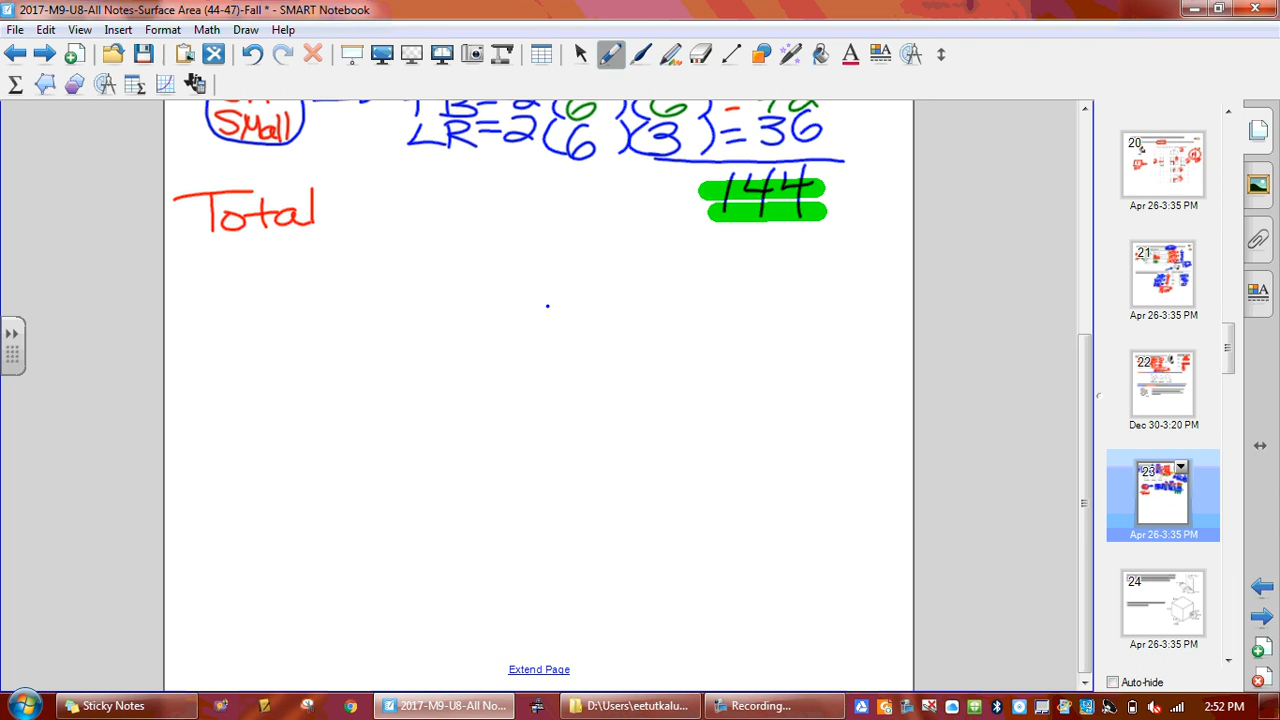 2017-M9-U8-All Notes-Surface Area (44-47)-Fall * - SMART Notebook
File Edit View Insert Format Math Draw Help
Small
LR=2(6)(3)=36
144
Total
Extend Page
20
Apr 26-3:35 PM
21
Apr 26-3:35 PM
22
Dec 30-3:20 PM
23
Apr 26-3:35 PM
24
Apr 26-3:35 PM
Auto-hide
Sticky Notes
2017-M9-U8-All No...
D:\Users\eetutkalu...
Recording...
2:52 PM